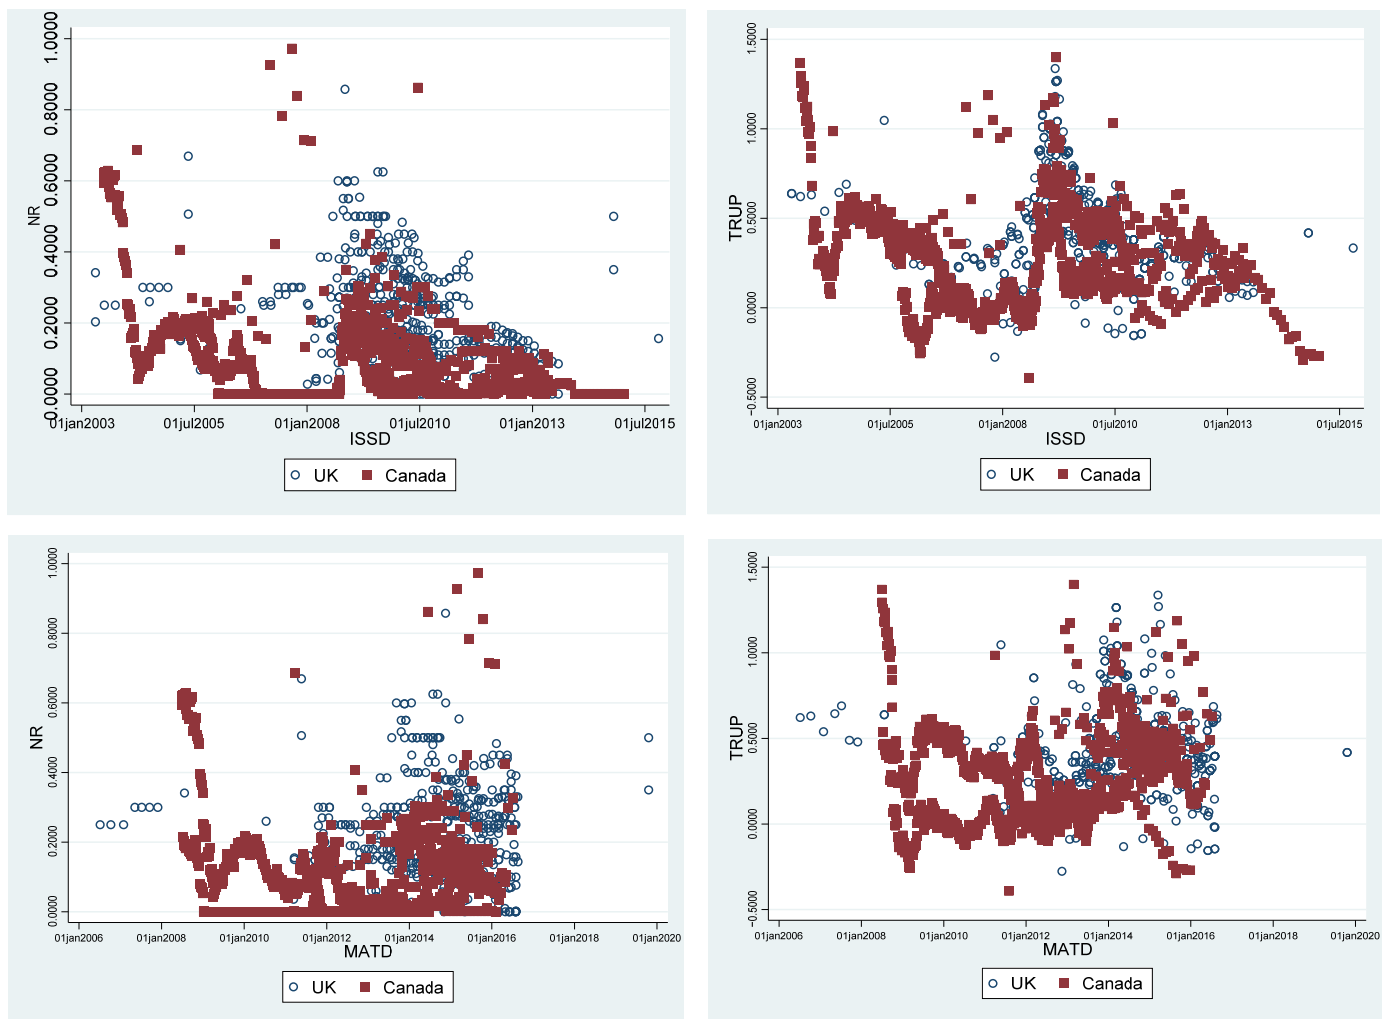 NR
1.0000
0.8000
0.6000
0.4000
0.2000
0.0000
01jan2003 01jul2005 01jan2008 01jul2010 01jan2013 01jul2015
ISSD
UK Canada
TRUP
1.5000
1.0000
0.5000
0.0000
-0.5000
01jan2003 01jul2005 01jan2008 01jul2010 01jan2013 01jul2015
ISSD
UK Canada
NR
1.0000
0.8000
0.6000
0.4000
0.2000
0.0000
01jan2006 01jan2008 01jan2010 01jan2012 01jan2014 01jan2016 01jan2018 01jan2020
MATD
UK Canada
TRUP
1.5000
1.0000
0.5000
0.0000
-0.5000
01jan2006 01jan2008 01jan2010 01jan2012 01jan2014 01jan2016 01jan2018 01jan2020
MATD
UK Canada